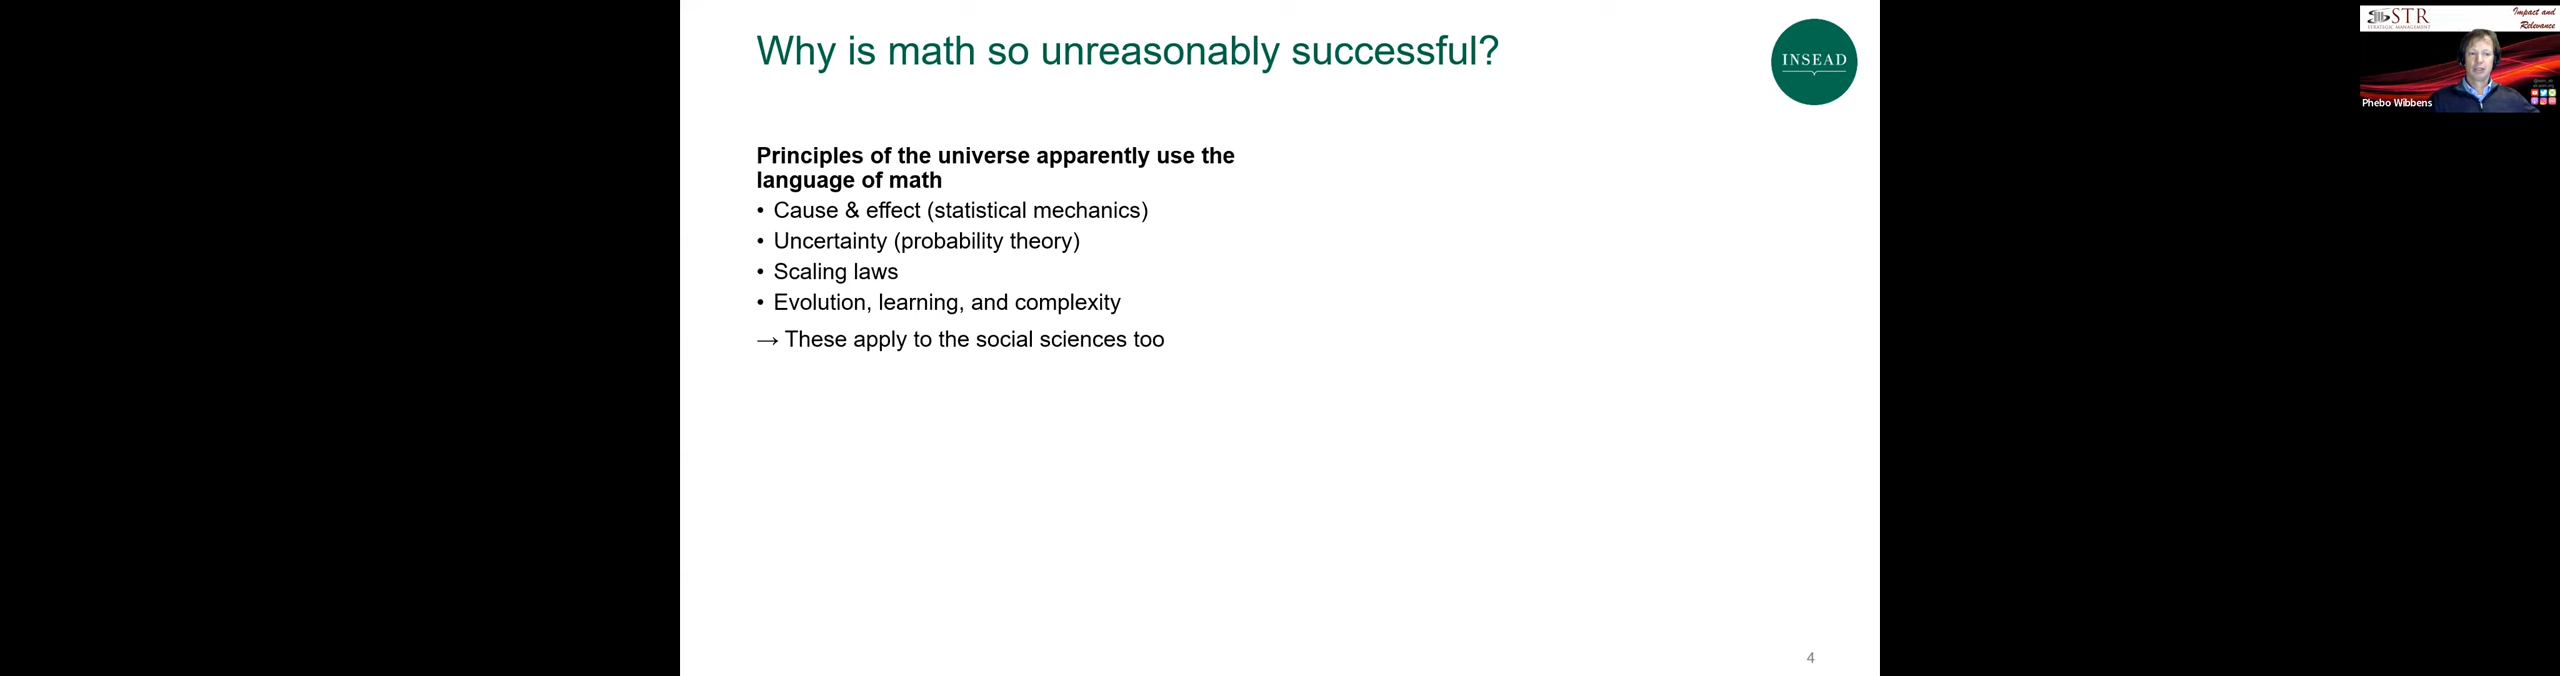 Why is math so unreasonably successful?
INSEAD
Principles of the universe apparently use the
language of math
• Cause & effect (statistical mechanics)
• Uncertainty (probability theory)
• Scaling laws
• Evolution, learning, and complexity
→ These apply to the social sciences too
4
STR
STRATEGIC MANAGEMENT
Impact and
Relevance
Phebo Wibbens